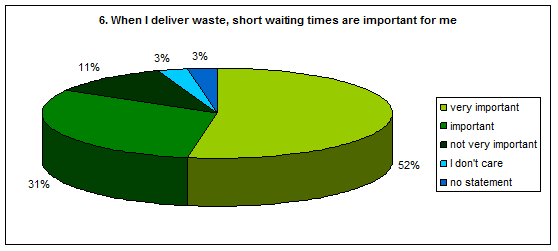 6. When I deliver waste, short waiting times are important for me
3%
3%
11%
52%
31%
very important
important
not very important
I don't care
no statement